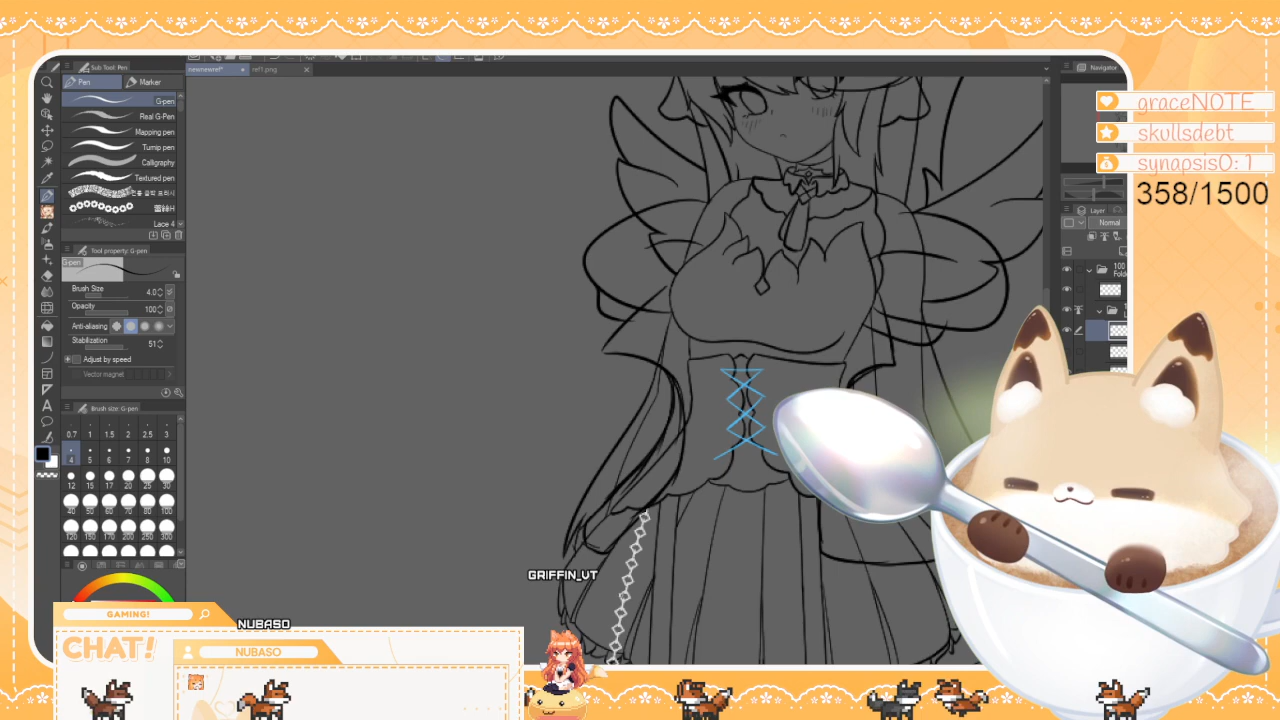 Sub Tool: Pen
Navigator
newnewref*
ref1.png
Pen
Marker
G-pen
Real G-Pen
Mapping pen
Turnip pen
Calligraphy
Textured pen
Lace 4
Tool property: G-pen
G-pen
Brush Size
4.0
Opacity
100
Anti-aliasing
Stabilization
51
Adjust by speed
Vector magnet
Brush size: G-pen
0.7 1 1.5 2 2.5 3
4 5 6 7 8 10
12 15 17 20 25 30
40 50 60 70 80 100
120 150 170 200 250 300
Layer
Normal
100
graceNOTE
skullsdebt
synapsis0: 1
358/1500
GRIFFIN_VT
GAMING!
NUBASO
CHAT!
NUBASO